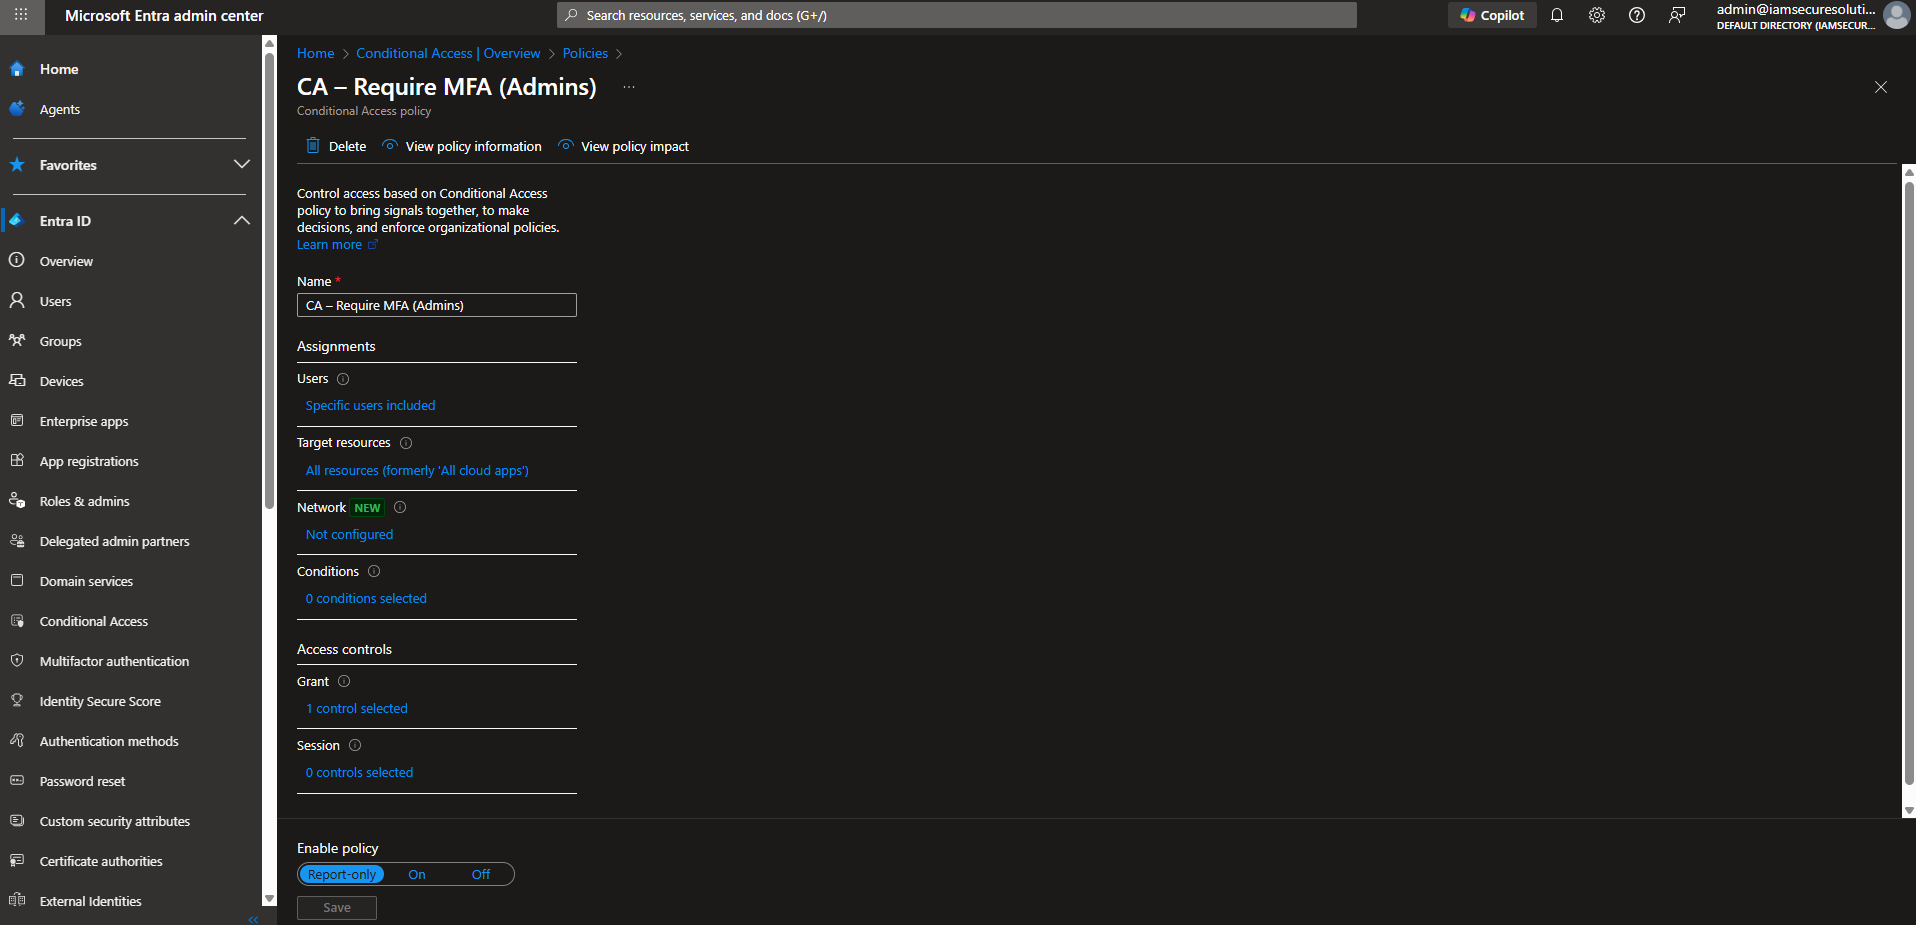 Microsoft Entra admin center
Search resources, services, and docs (G+/)
Copilot
admin@iamsecuresoluti...
DEFAULT DIRECTORY (IAMSECUR...
Home
Agents
Favorites
Entra ID
Overview
Users
Groups
Devices
Enterprise apps
App registrations
Roles & admins
Delegated admin partners
Domain services
Conditional Access
Multifactor authentication
Identity Secure Score
Authentication methods
Password reset
Custom security attributes
Certificate authorities
External Identities
Home > Conditional Access | Overview > Policies >
CA – Require MFA (Admins) ...
Conditional Access policy
Delete View policy information View policy impact
Control access based on Conditional Access
policy to bring signals together, to make
decisions, and enforce organizational policies.
Learn more
Name *
CA – Require MFA (Admins)
Assignments
Users
Specific users included
Target resources
All resources (formerly 'All cloud apps')
Network NEW
Not configured
Conditions
0 conditions selected
Access controls
Grant
1 control selected
Session
0 controls selected
Enable policy
Report-only On Off
Save